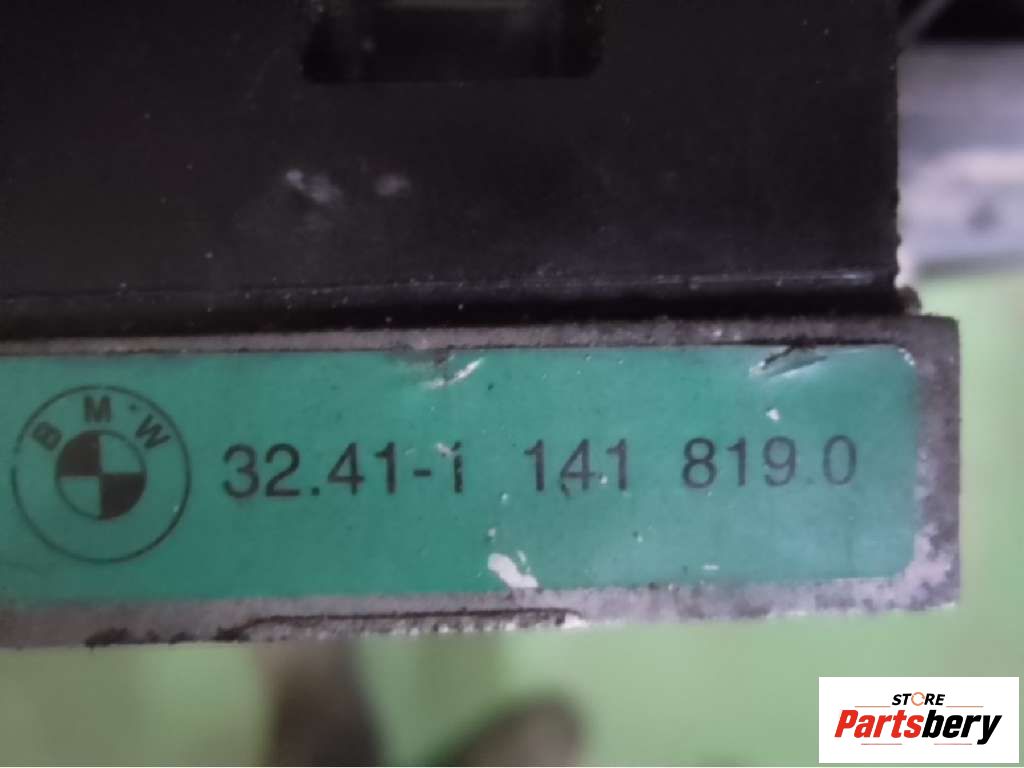 BMW
32.41-1 141 819.0
STORE
Partsbery